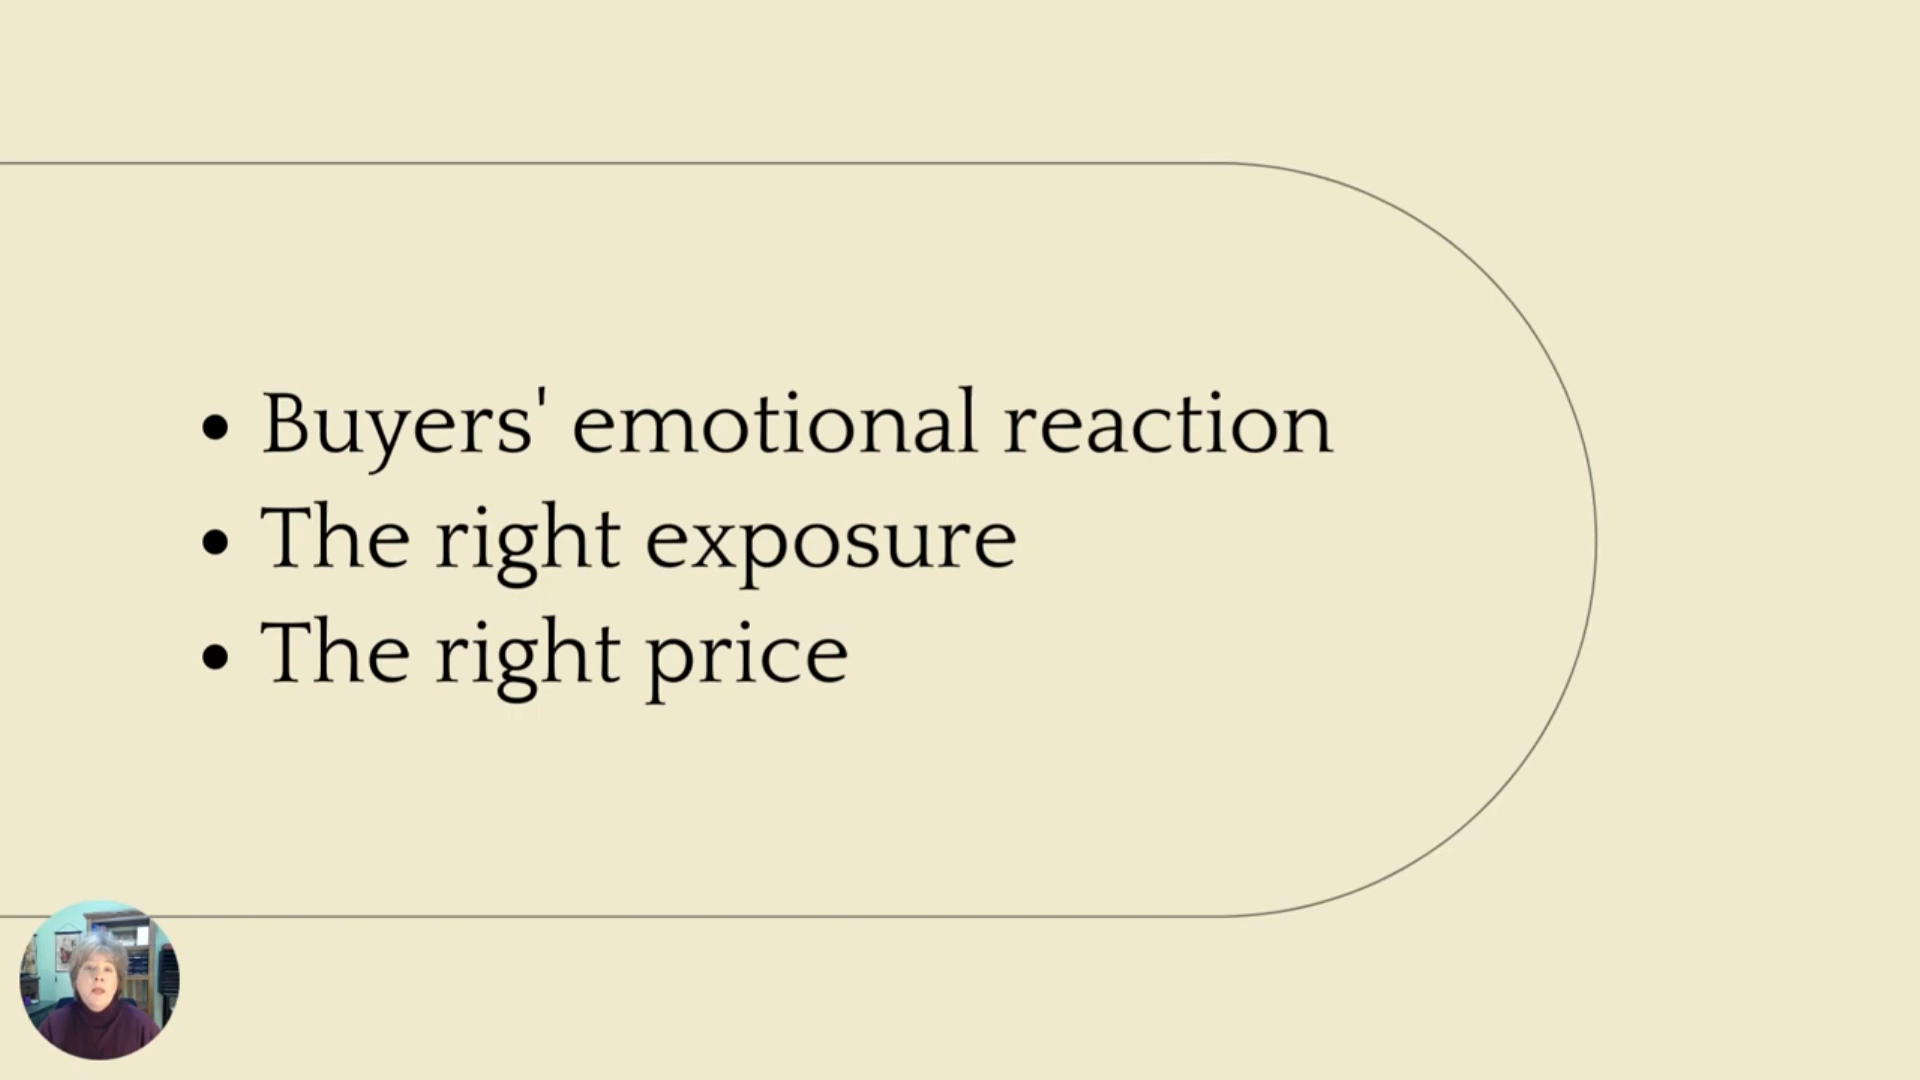 • Buyers' emotional reaction
• The right exposure
• The right price